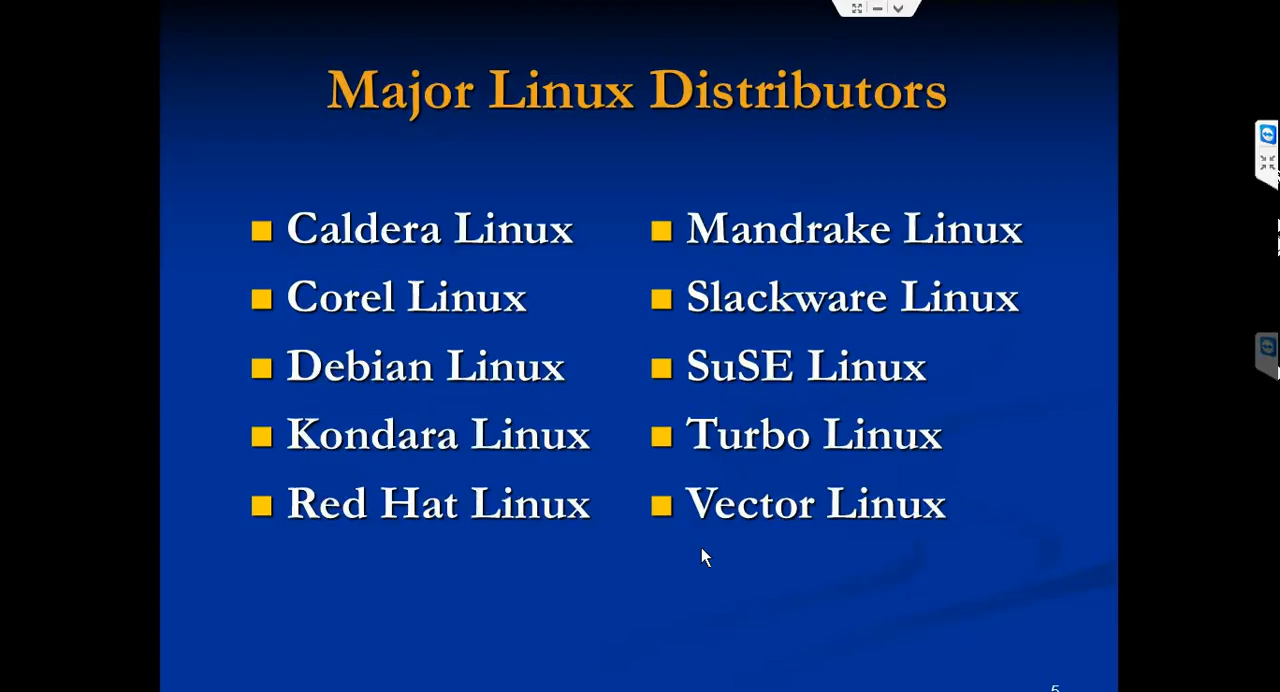 Major Linux Distributors
Caldera Linux
Corel Linux
Debian Linux
Kondara Linux
Red Hat Linux
Mandrake Linux
Slackware Linux
SuSE Linux
Turbo Linux
Vector Linux
5